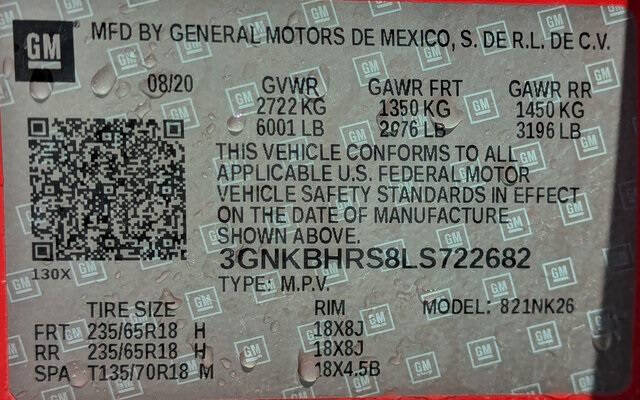 GM MFD BY GENERAL MOTORS DE MEXICO, S. DE R.L. DE C.V.
08/20 GVWR GAWR FRT GAWR RR
2722 KG 1350 KG 1450 KG
6001 LB 2976 LB 3196 LB
THIS VEHICLE CONFORMS TO ALL
APPLICABLE U.S. FEDERAL MOTOR
VEHICLE SAFETY STANDARDS IN EFFECT
ON THE DATE OF MANUFACTURE
SHOWN ABOVE.
3GNKBHRS8LS722682
130X TYPE: M.P.V.
TIRE SIZE RIM MODEL: 821NK26
FRT 235/65R18 H 18X8J
RR 235/65R18 H 18X8J
SPA T135/70R18 M 18X4.5B